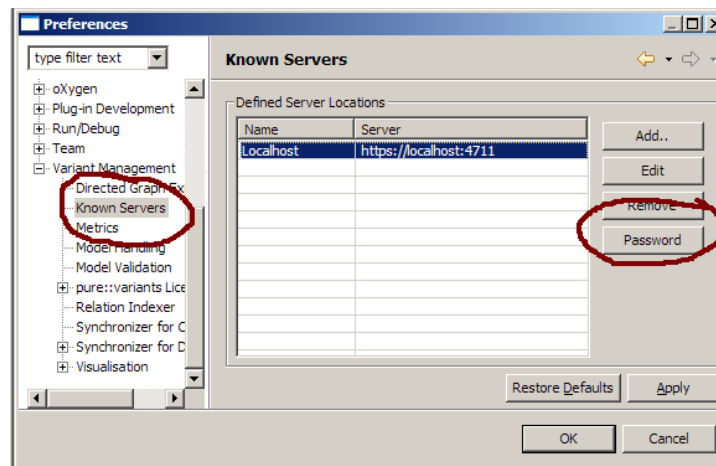 Preferences
type filter text
Known Servers
oXygen
Plug-in Development
Run/Debug
Team
Variant Management
Directed Graph Ex
Known Servers
Metrics
Model Handling
Model Validation
pure::variants Lice
Relation Indexer
Synchronizer for C
Synchronizer for D
Visualisation
Defined Server Locations
Name Server
Localhost https://localhost:4711
Add..
Edit
Remove
Password
Restore Defaults Apply
OK Cancel